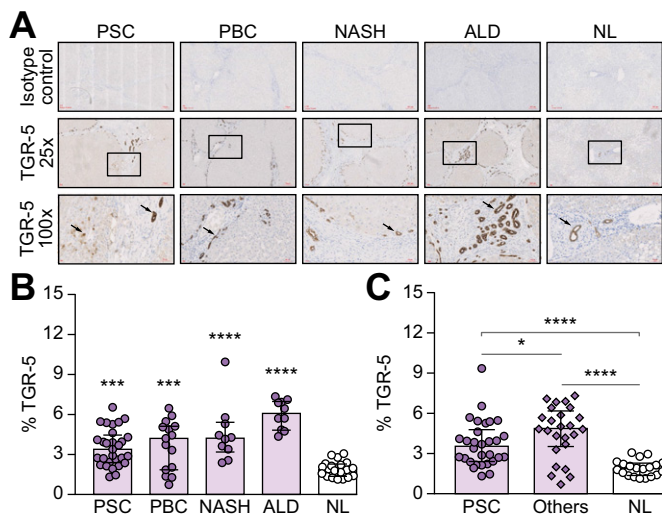 A
PSC PBC NASH ALD NL
Isotype control
TGR-5 25x
TGR-5 100x
B
% TGR-5
15
12
9
6
3
0
*** *** **** ****
PSC PBC NASH ALD NL
C
% TGR-5
15
12
9
6
3
0
****
*
****
PSC Others NL